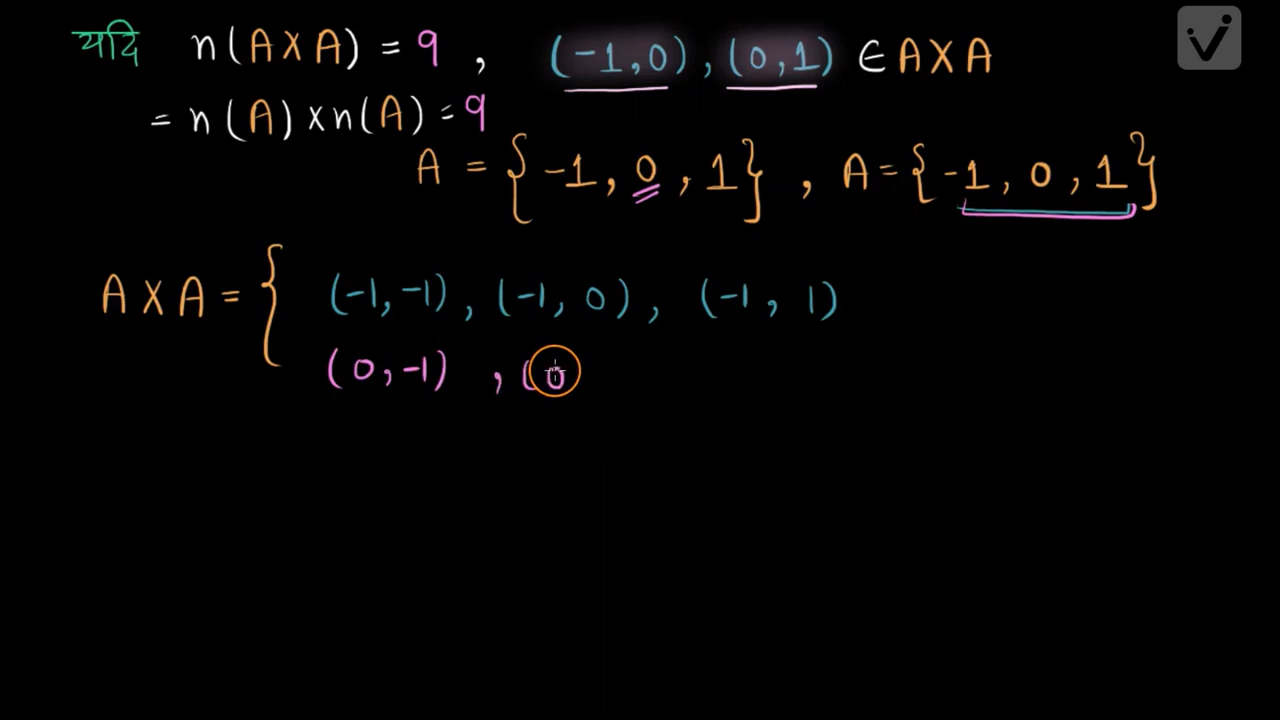 यदि n(A×A) = 9 , (-1,0) , (0,1) ∈ A×A
= n(A)×n(A) = 9
A = {-1, 0, 1} , A = {-1, 0, 1}
A×A = { (-1,-1), (-1, 0), (-1, 1)
(0,-1) , (0